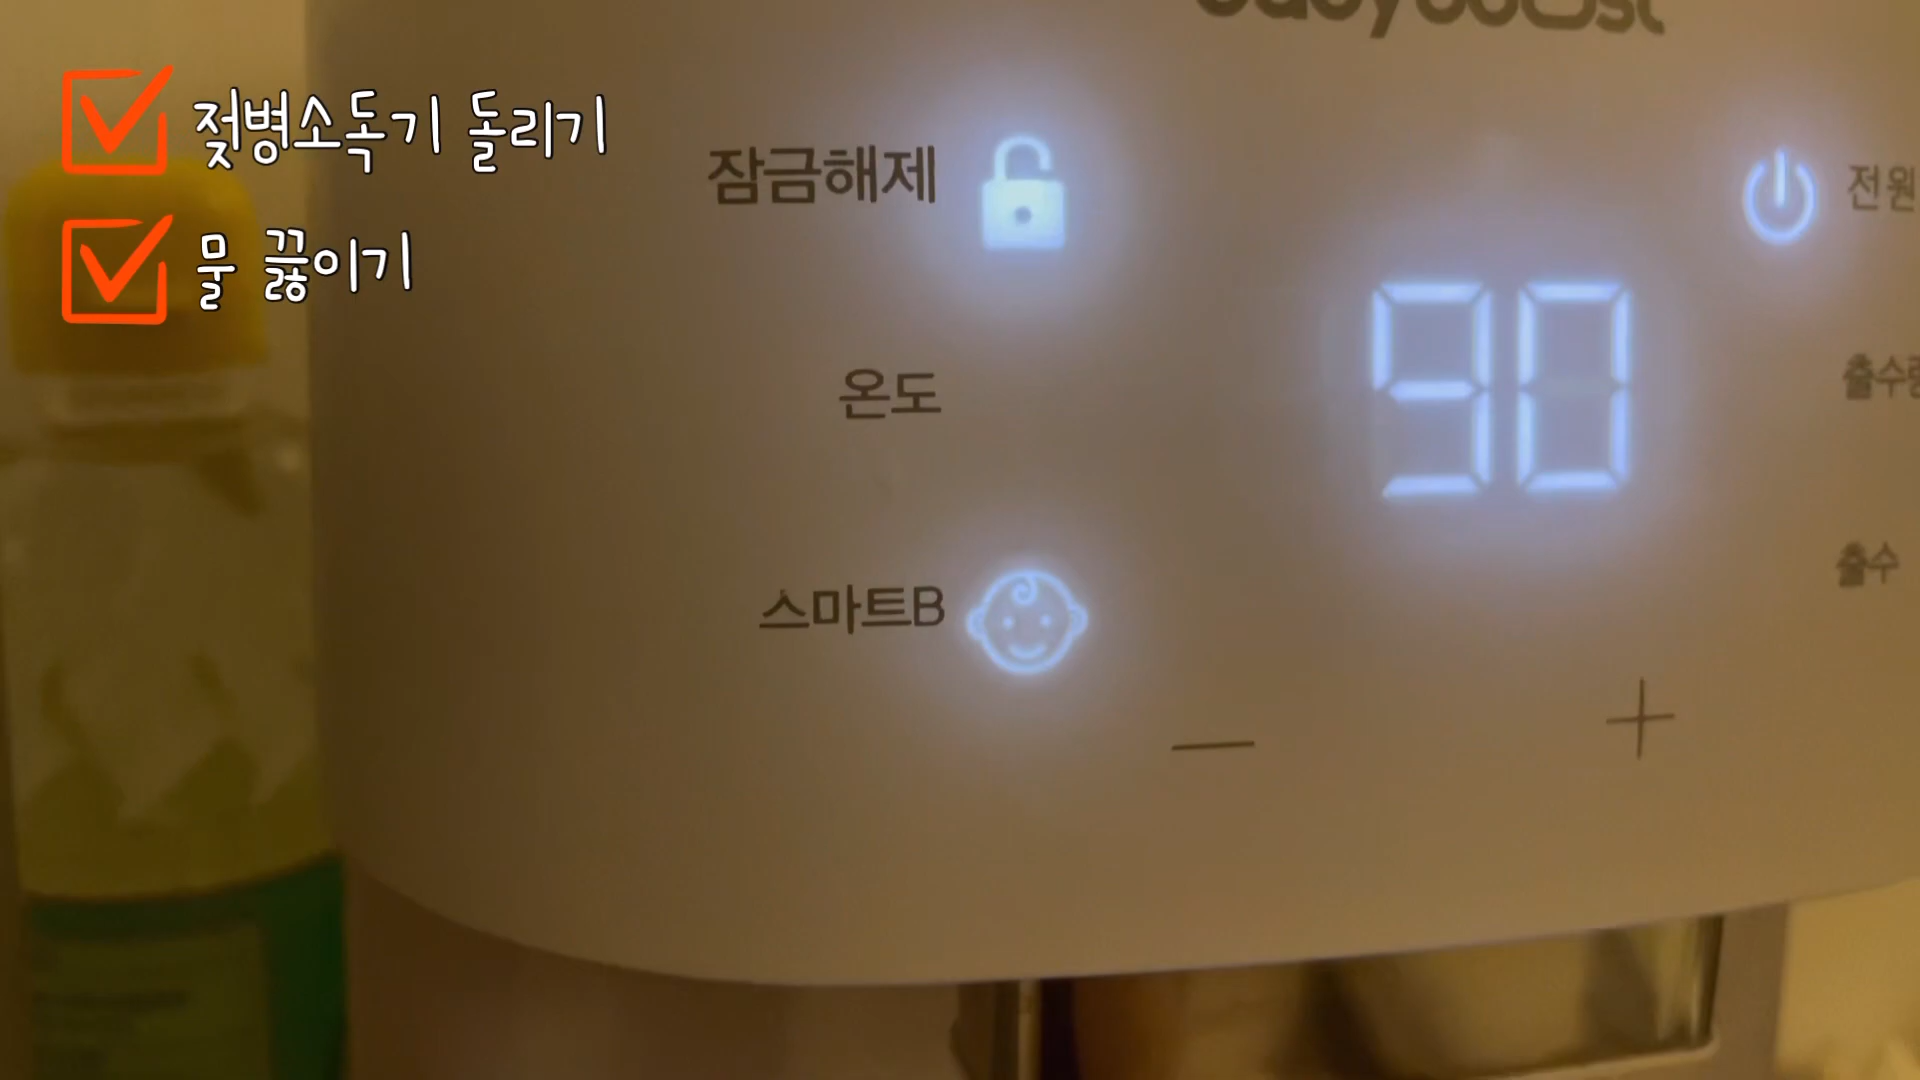 젖병소독기 돌리기
물 끓이기
잠금해제
전원
온도
90
스마트B
출수
— +